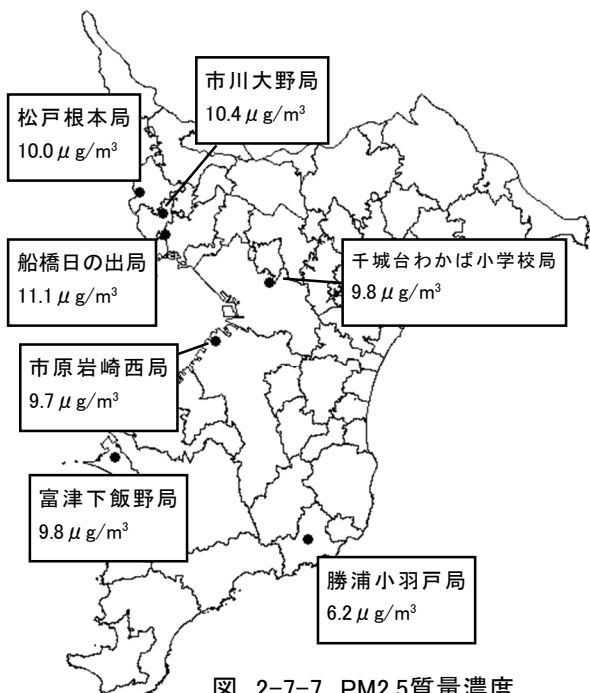 市川大野局
10.4μg/m³
松戸根本局
10.0μg/m³
船橋日の出局
11.1μg/m³
千城台わかば小学校局
9.8μg/m³
市原岩崎西局
9.7μg/m³
富津下飯野局
9.8μg/m³
勝浦小羽戸局
6.2μg/m³
図 2-7-7 PM2.5質量濃度